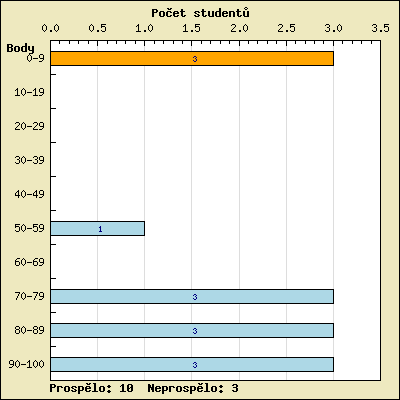 Počet studentů
0.0 0.5 1.0 1.5 2.0 2.5 3.0 3.5
Body
0-9 3
10-19
20-29
30-39
40-49
50-59 1
60-69
70-79 3
80-89 3
90-100 3
Prospělo: 10 Neprospělo: 3